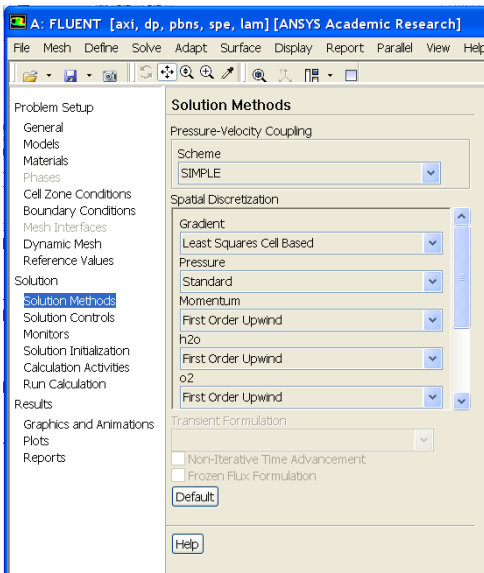 A: FLUENT [axi, dp, pbns, spe, lam] [ANSYS Academic Research]
File Mesh Define Solve Adapt Surface Display Report Parallel View Help
Problem Setup
General
Models
Materials
Phases
Cell Zone Conditions
Boundary Conditions
Mesh Interfaces
Dynamic Mesh
Reference Values
Solution
Solution Methods
Solution Controls
Monitors
Solution Initialization
Calculation Activities
Run Calculation
Results
Graphics and Animations
Plots
Reports
Solution Methods
Pressure-Velocity Coupling
Scheme
SIMPLE
Spatial Discretization
Gradient
Least Squares Cell Based
Pressure
Standard
Momentum
First Order Upwind
h2o
First Order Upwind
o2
First Order Upwind
Transient Formulation
Non-Iterative Time Advancement
Frozen Flux Formulation
Default
Help